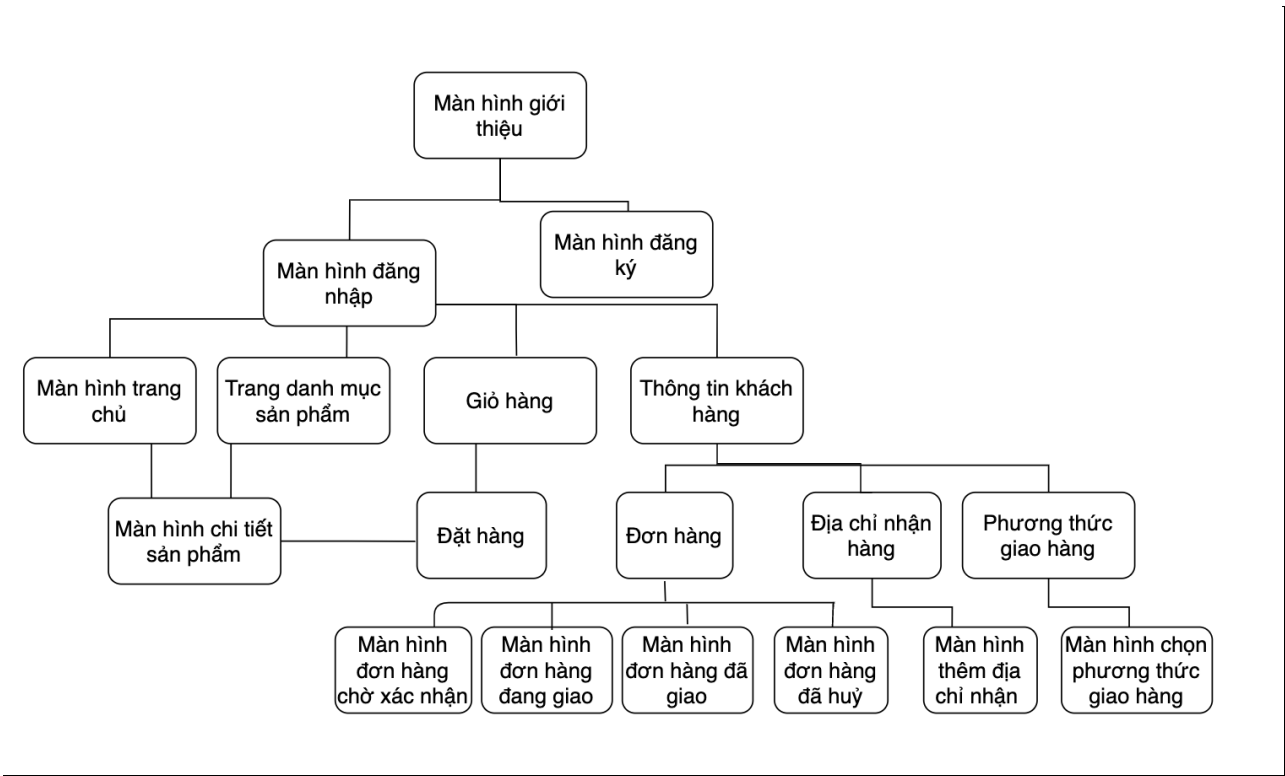 Màn hình giới
thiệu
Màn hình đăng
ký
Màn hình đăng
nhập
Màn hình trang
chủ
Trang danh mục
sản phẩm
Giỏ hàng
Thông tin khách
hàng
Màn hình chi tiết
sản phẩm
Đặt hàng
Đơn hàng
Địa chỉ nhận
hàng
Phương thức
giao hàng
Màn hình
đơn hàng
chờ xác nhận
Màn hình
đơn hàng
đang giao
Màn hình
đơn hàng đã
giao
Màn hình
đơn hàng
đã huỷ
Màn hình
thêm địa
chỉ nhận
Màn hình chọn
phương thức
giao hàng